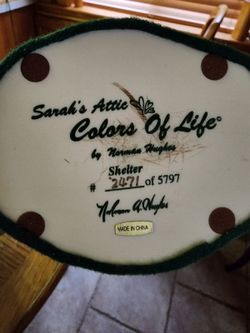 Sarah's Attic
Colors Of Life©
by Norman Hughes
Shelter
# 2471 of 5797
Norman A. Hughes
MADE IN CHINA